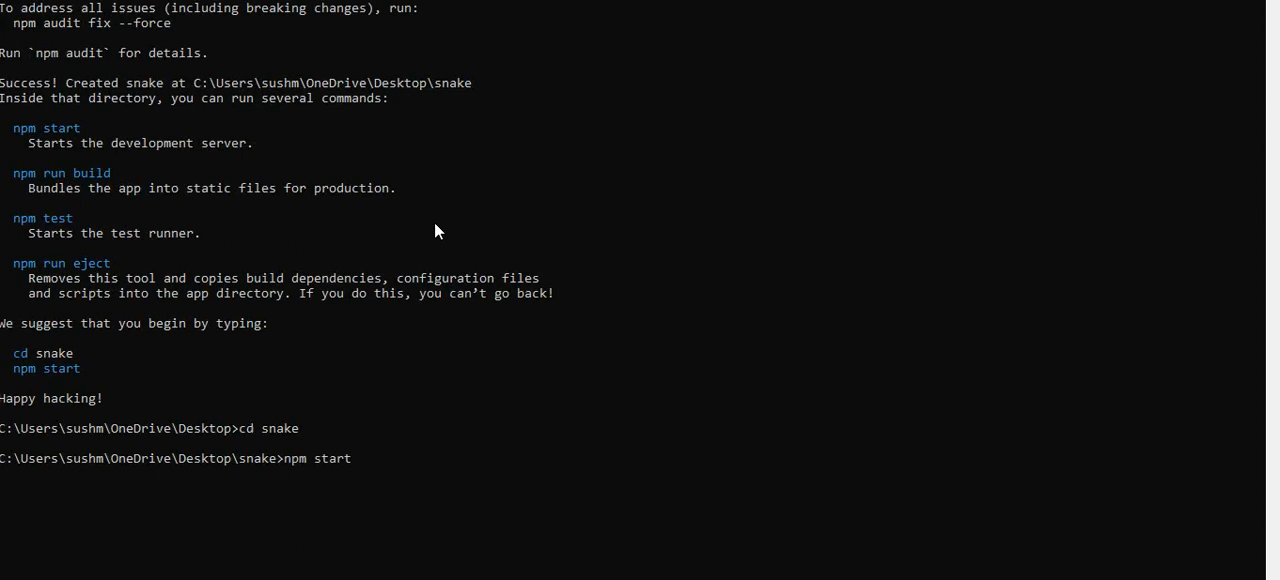 To address all issues (including breaking changes), run:
npm audit fix --force
Run `npm audit` for details.
Success! Created snake at C:\Users\sushm\OneDrive\Desktop\snake
Inside that directory, you can run several commands:
npm start
Starts the development server.
npm run build
Bundles the app into static files for production.
npm test
Starts the test runner.
npm run eject
Removes this tool and copies build dependencies, configuration files
and scripts into the app directory. If you do this, you can’t go back!
We suggest that you begin by typing:
cd snake
npm start
Happy hacking!
C:\Users\sushm\OneDrive\Desktop>cd snake
C:\Users\sushm\OneDrive\Desktop\snake>npm start